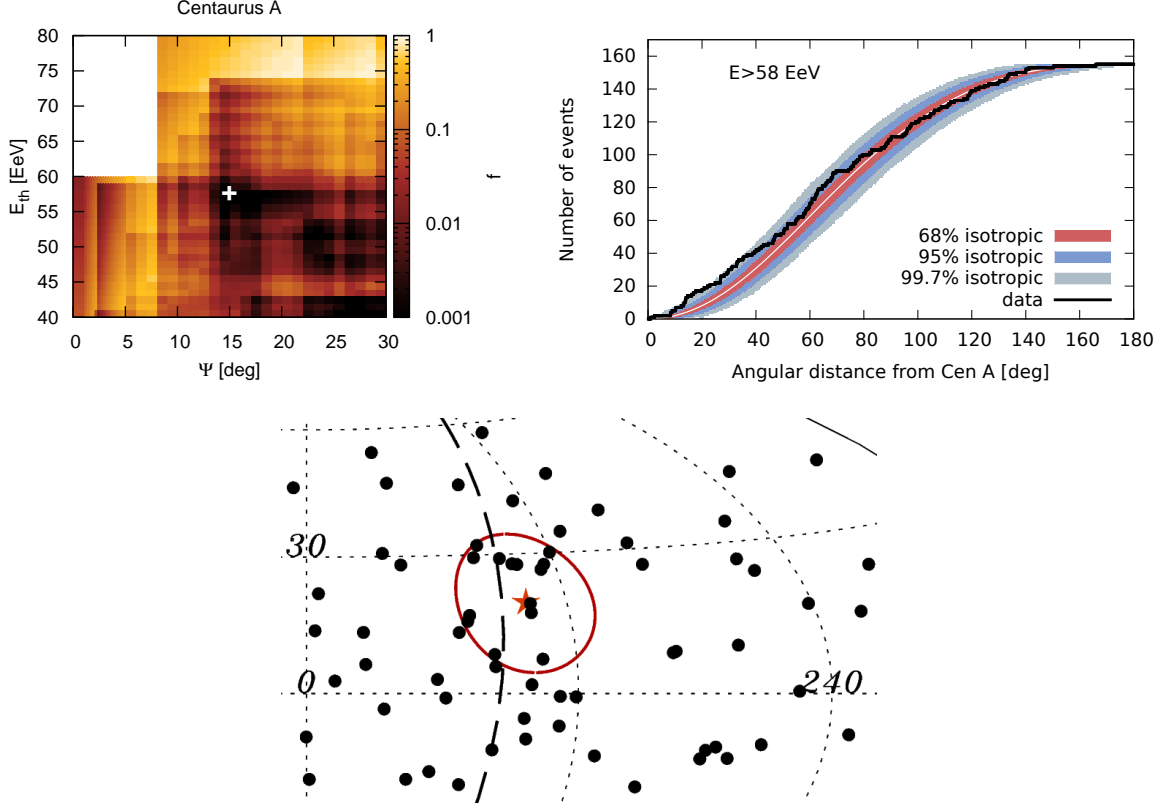 Centaurus A
80
75
70
65
60
55
50
45
40
E_th [EeV]
0 5 10 15 20 25 30
Ψ [deg]
1
0.1
0.01
0.001
f
E>58 EeV
160
140
120
100
80
60
40
20
0
Number of events
68% isotropic
95% isotropic
99.7% isotropic
data
0 20 40 60 80 100 120 140 160 180
Angular distance from Cen A [deg]
30
0
240